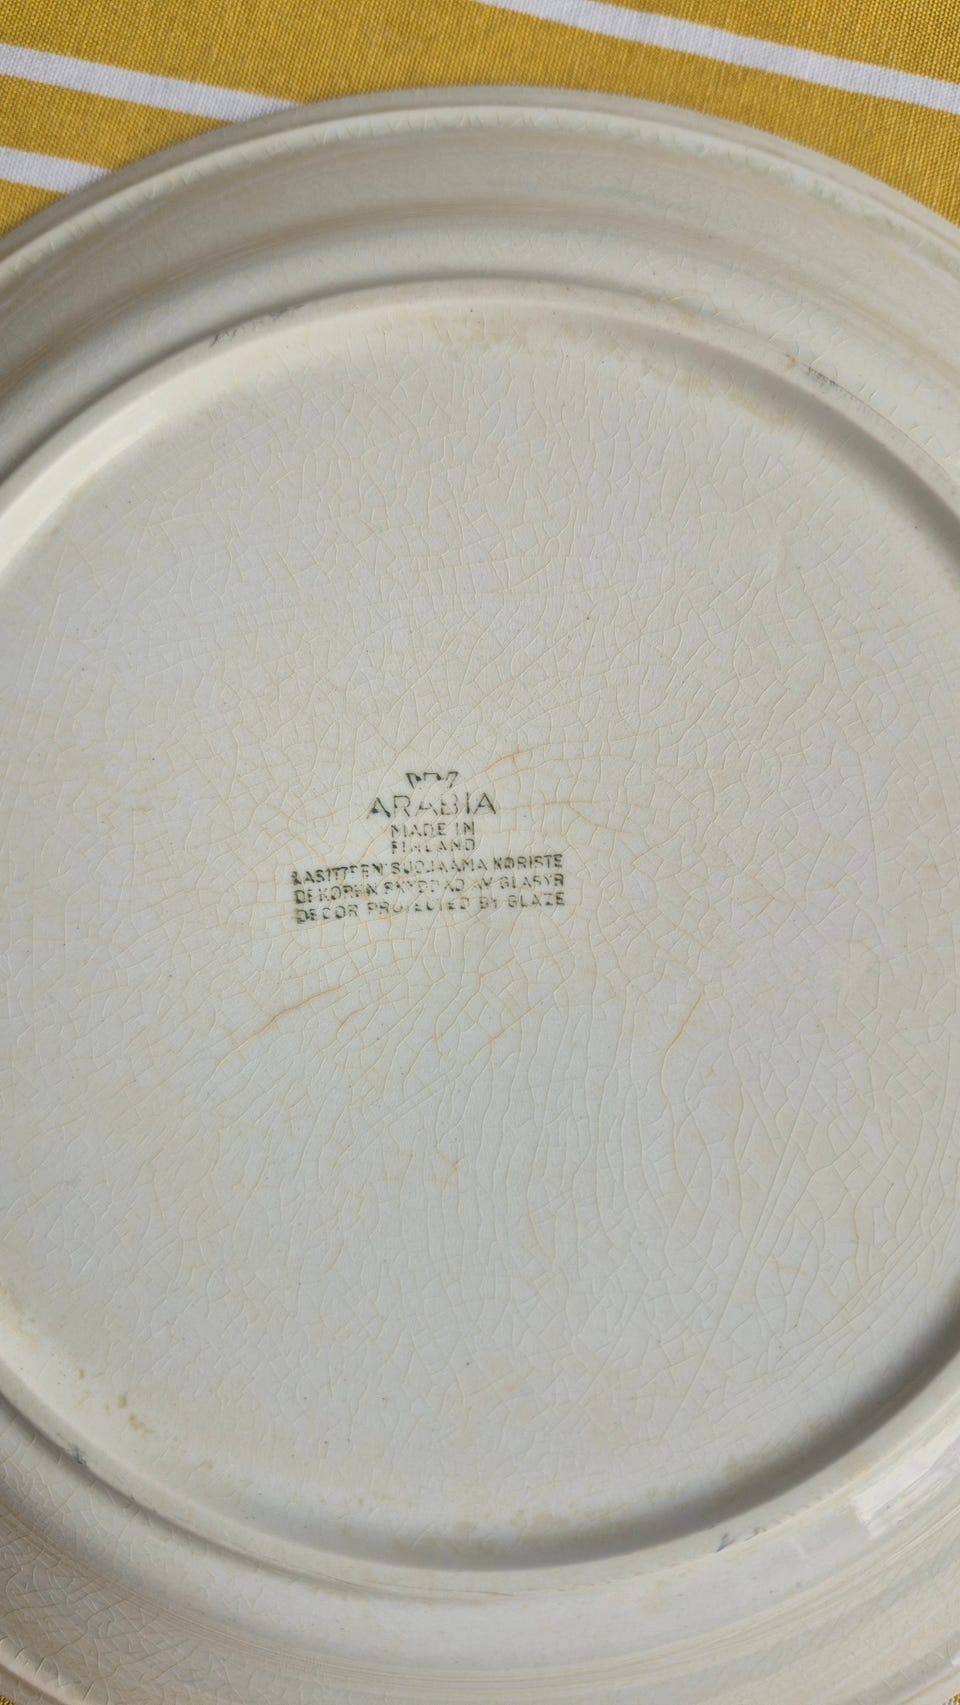 ARABIA
MADE IN
FINLAND
LASITTEEN SUOJAAMA KORISTE
DEKOREN SKYDDAD AV GLASYR
DECOR PROTECTED BY GLAZE